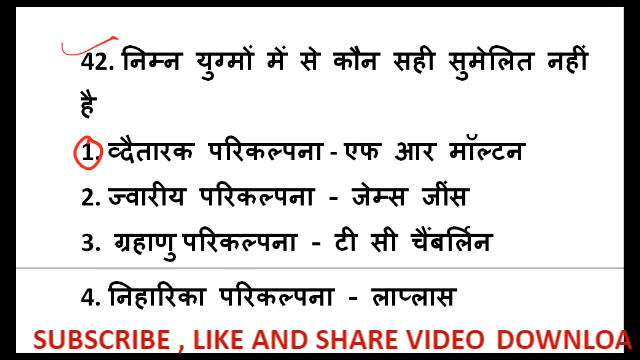 42. निम्न युग्मों में से कौन सही सुमेलित नहीं
है
1. व्दैतारक परिकल्पना - एफ आर मॉल्टन
2. ज्वारीय परिकल्पना - जेम्स जींस
3. ग्रहाणु परिकल्पना - टी सी चैंबर्लिन
4. निहारिका परिकल्पना - लाप्लास
SUBSCRIBE , LIKE AND SHARE VIDEO DOWNLOA